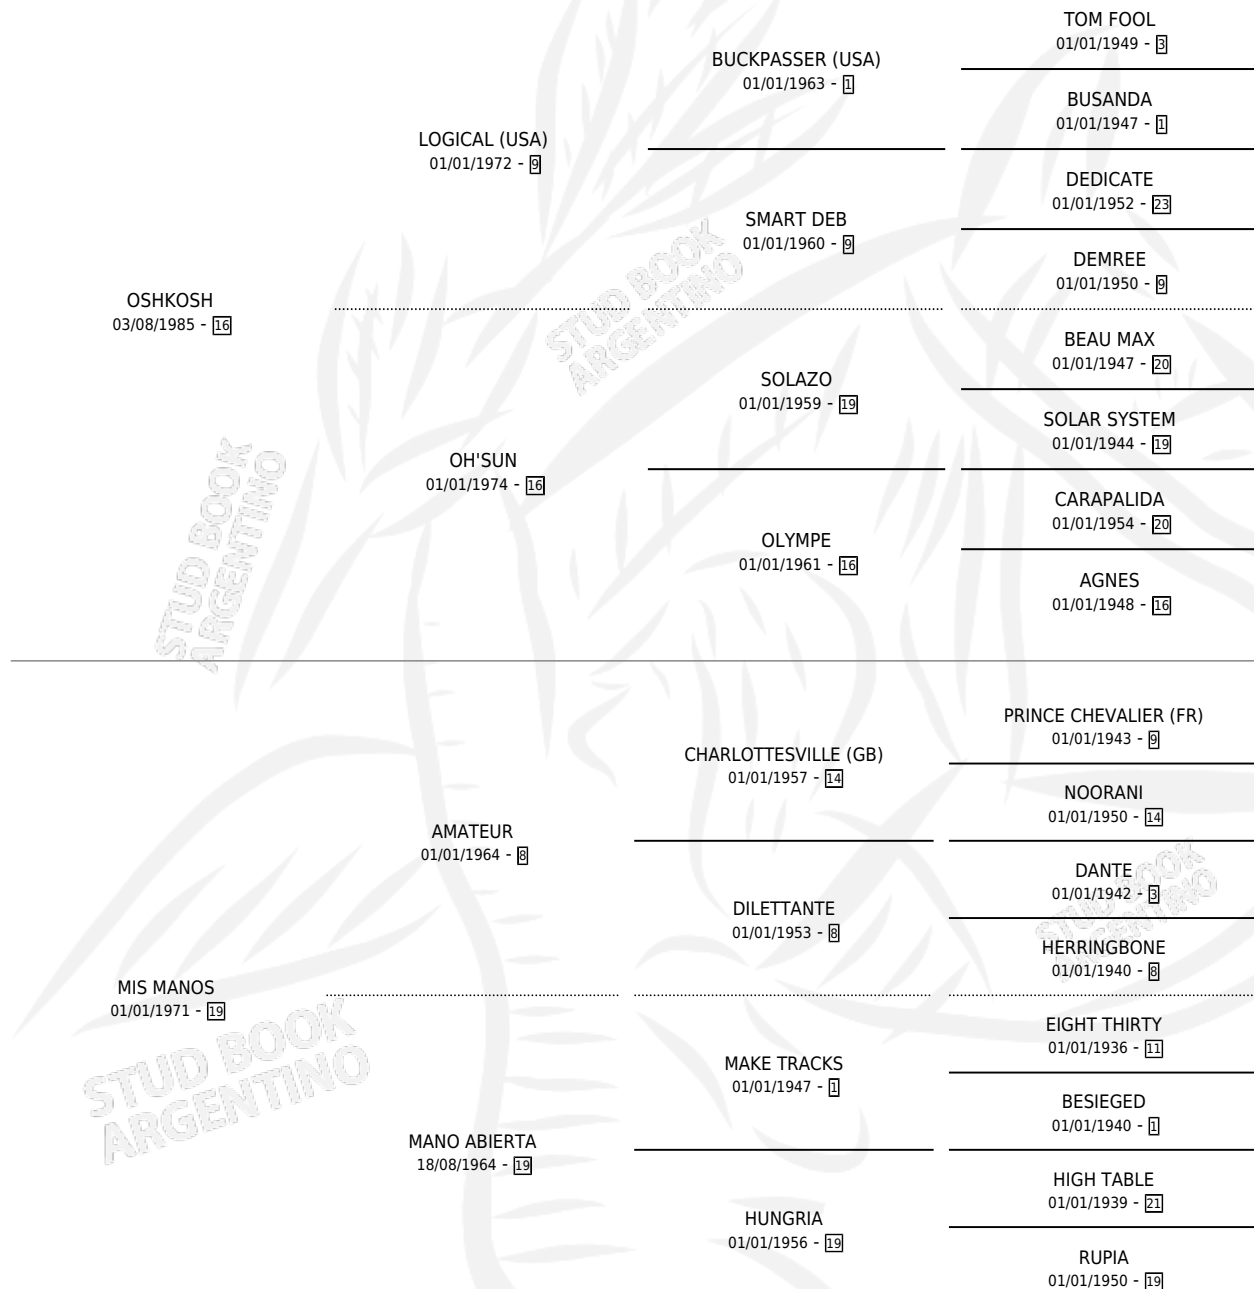 TOM FOOL
01/01/1949 - 3
BUCKPASSER (USA)
01/01/1963 - 1
BUSANDA
01/01/1947 - 1
LOGICAL (USA)
01/01/1972 - 9
DEDICATE
01/01/1952 - 23
SMART DEB
01/01/1960 - 9
DEMREE
01/01/1950 - 9
OSHKOSH
03/08/1985 - 16
BEAU MAX
01/01/1947 - 20
SOLAZO
01/01/1959 - 19
SOLAR SYSTEM
01/01/1944 - 19
OH'SUN
01/01/1974 - 16
CARAPALIDA
01/01/1954 - 20
OLYMPE
01/01/1961 - 16
AGNES
01/01/1948 - 16
PRINCE CHEVALIER (FR)
01/01/1943 - 9
CHARLOTTESVILLE (GB)
01/01/1957 - 14
NOORANI
01/01/1950 - 14
AMATEUR
01/01/1964 - 8
DANTE
01/01/1942 - 3
DILETTANTE
01/01/1953 - 8
HERRINGBONE
01/01/1940 - 8
MIS MANOS
01/01/1971 - 19
EIGHT THIRTY
01/01/1936 - 11
MAKE TRACKS
01/01/1947 - 1
BESIEGED
01/01/1940 - 1
MANO ABIERTA
18/08/1964 - 19
HIGH TABLE
01/01/1939 - 21
HUNGRIA
01/01/1956 - 19
RUPIA
01/01/1950 - 19
STUD BOOK
ARGENTINO
STUD BOOK
ARGENTINO
STUD BOOK
ARGENTINO
STUD BOOK
ARGENTINO